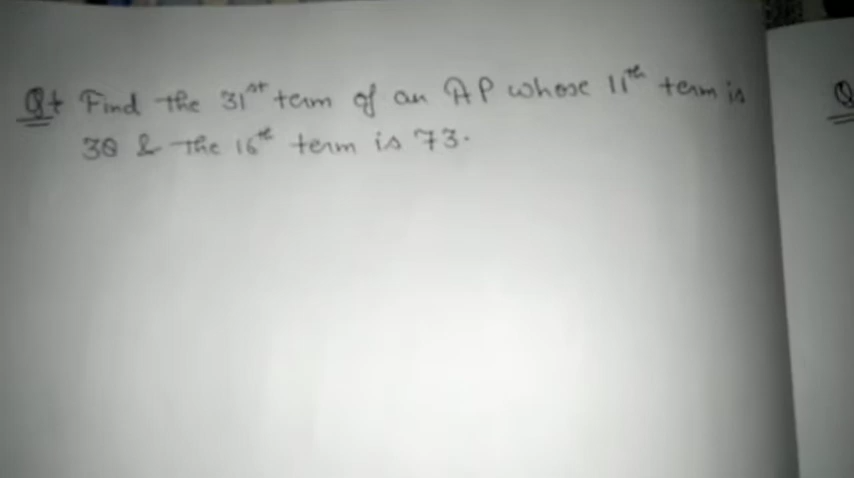 Q+ Find the 31st term of an AP whose 11th term is
38 & the 16th term is 73.
Q